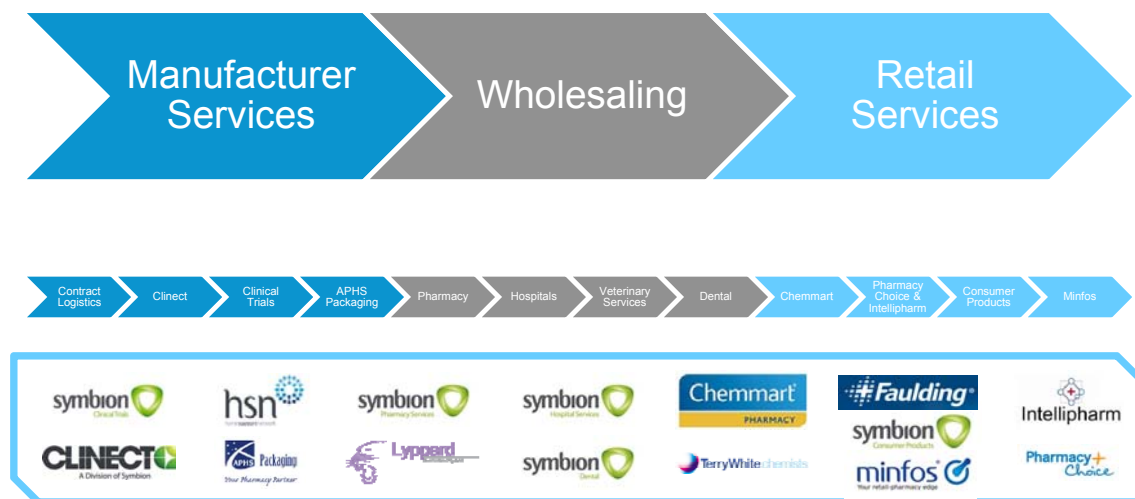 Manufacturer
Services
Wholesaling
Retail
Services
Contract
Logistics
Clinect
Clinical
Trials
APHS
Packaging
Pharmacy
Hospitals
Veterinary
Services
Dental
Chemmart
Pharmacy
Choice &
Intellipharm
Consumer
Products
Minfos
symbion
Clinical Trials
hsn
symbion
Pharmacy Services
symbion
Hospital Services
Chemmart
PHARMACY
Faulding
symbion
Consumer Products
Intellipharm
CLINECT
A Division of Symbion
APHS Packaging
Your Pharmacy Partner
Lyppard
symbion
Dental
TerryWhite chemists
minfos
Your retail-pharmacy edge
Pharmacy+
Choice